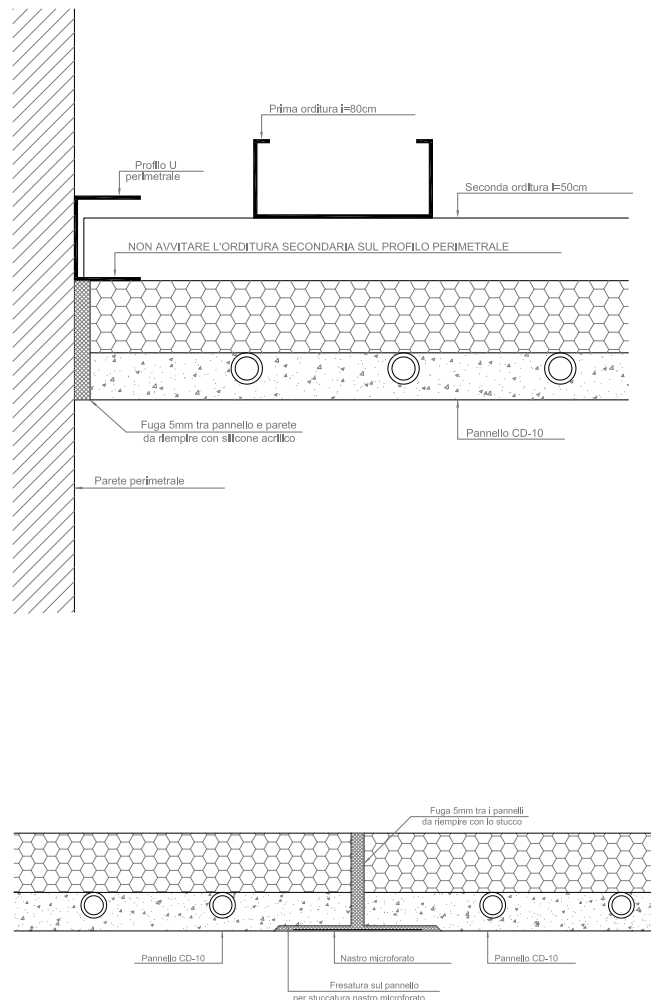 Prima orditura i=80cm
Profilo U
perimetrale
Seconda orditura i=50cm
NON AVVITARE L'ORDITURA SECONDARIA SUL PROFILO PERIMETRALE
Fuga 5mm tra pannello e parete
da riempire con silicone acrilico
Pannello CD-10
Parete perimetrale
Fuga 5mm tra i pannelli
da riempire con lo stucco
Pannello CD-10
Nastro microforato
Pannello CD-10
Fresatura sul pannello
per stuccatura nastro microforato